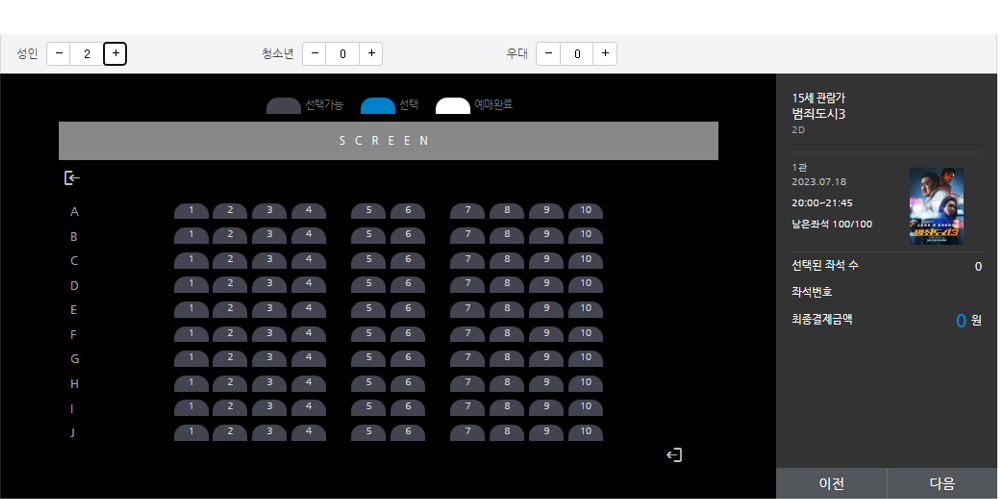 성인 − 2 + 청소년 − 0 + 우대 − 0 +
선택가능 선택 예매완료
SCREEN
A 1 2 3 4 5 6 7 8 9 10
B 1 2 3 4 5 6 7 8 9 10
C 1 2 3 4 5 6 7 8 9 10
D 1 2 3 4 5 6 7 8 9 10
E 1 2 3 4 5 6 7 8 9 10
F 1 2 3 4 5 6 7 8 9 10
G 1 2 3 4 5 6 7 8 9 10
H 1 2 3 4 5 6 7 8 9 10
I 1 2 3 4 5 6 7 8 9 10
J 1 2 3 4 5 6 7 8 9 10
15세 관람가
범죄도시3
2D
1관
2023.07.18
20:00~21:45
남은좌석 100/100
범죄도시3
선택된 좌석 수 0
좌석번호
최종결제금액 0 원
이전 다음